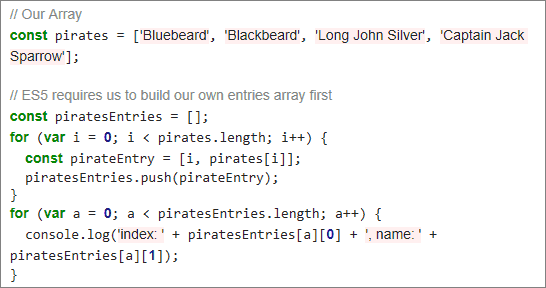 // Our Array
const pirates = ['Bluebeard', 'Blackbeard', 'Long John Silver', 'Captain Jack
Sparrow'];
// ES5 requires us to build our own entries array first
const piratesEntries = [];
for (var i = 0; i < pirates.length; i++) {
  const pirateEntry = [i, pirates[i]];
  piratesEntries.push(pirateEntry);
}
for (var a = 0; a < piratesEntries.length; a++) {
  console.log('index: ' + piratesEntries[a][0] + ', name: ' +
piratesEntries[a][1]);
}